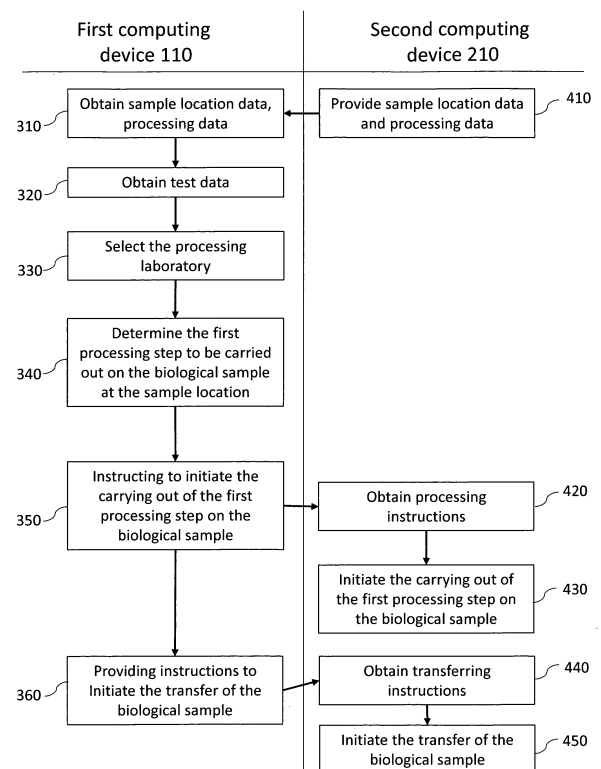 First computing
device 110
Second computing
device 210
Obtain sample location data,
processing data
310
Provide sample location data
and processing data
410
Obtain test data
320
Select the processing
laboratory
330
Determine the first
processing step to be carried
out on the biological sample
at the sample location
340
Instructing to initiate the
carrying out of the first
processing step on the
biological sample
350
Obtain processing
instructions
420
Initiate the carrying out of
the first processing step on
the biological sample
430
Providing instructions to
Initiate the transfer of the
biological sample
360
Obtain transferring
instructions
440
Initiate the transfer of the
biological sample
450